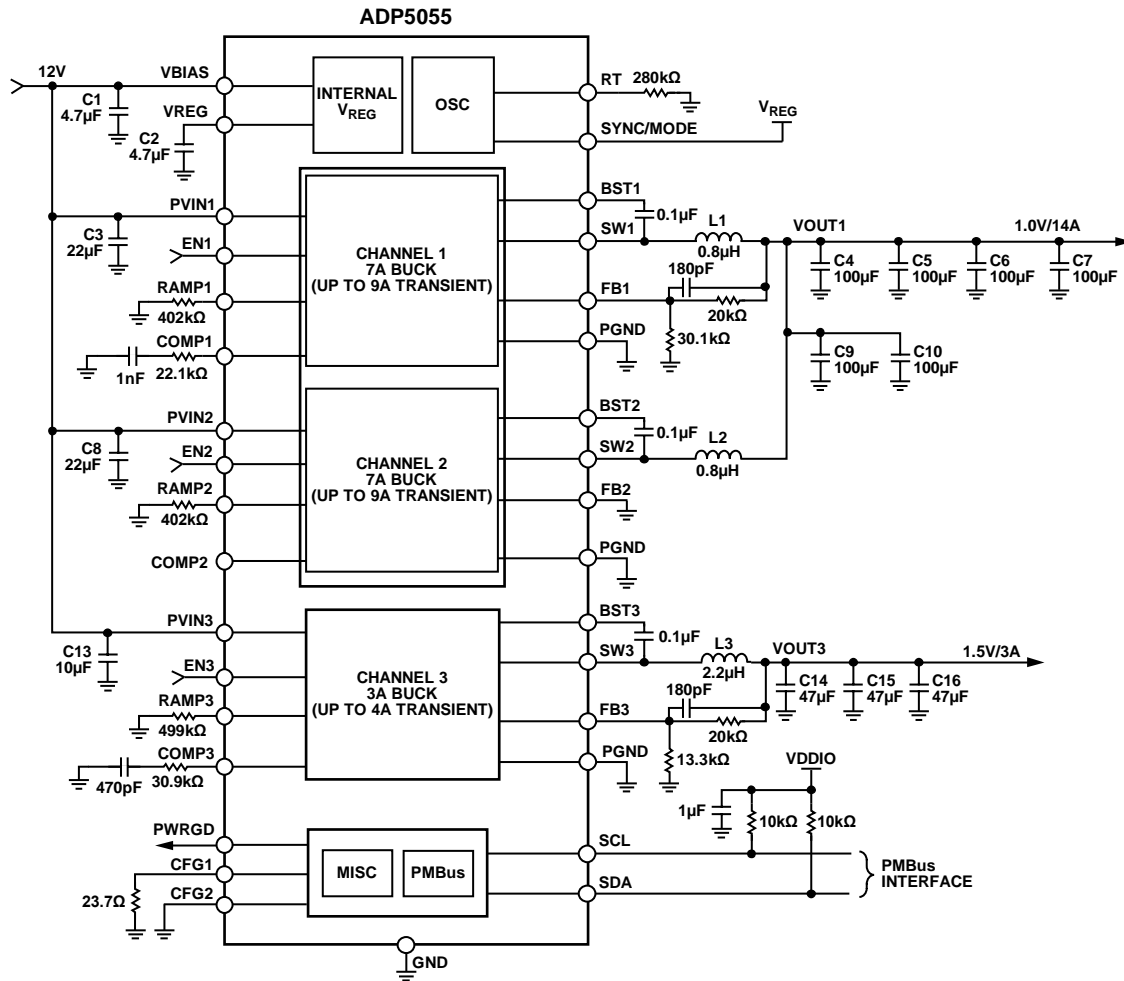 ADP5055
12V
VBIAS
C1
4.7µF
VREG
C2
4.7µF
INTERNAL
VREG
OSC
RT
280kΩ
SYNC/MODE
VREG
PVIN1
C3
22µF
EN1
RAMP1
402kΩ
COMP1
1nF
22.1kΩ
CHANNEL 1
7A BUCK
(UP TO 9A TRANSIENT)
BST1
0.1µF
SW1
L1
0.8µH
VOUT1
1.0V/14A
180pF
FB1
20kΩ
30.1kΩ
PGND
C4
100µF
C5
100µF
C6
100µF
C7
100µF
C9
100µF
C10
100µF
PVIN2
C8
22µF
EN2
RAMP2
402kΩ
COMP2
CHANNEL 2
7A BUCK
(UP TO 9A TRANSIENT)
BST2
0.1µF
SW2
L2
0.8µH
FB2
PGND
PVIN3
C13
10µF
EN3
RAMP3
499kΩ
COMP3
470pF
30.9kΩ
CHANNEL 3
3A BUCK
(UP TO 4A TRANSIENT)
BST3
0.1µF
SW3
L3
2.2µH
VOUT3
1.5V/3A
180pF
FB3
20kΩ
13.3kΩ
PGND
C14
47µF
C15
47µF
C16
47µF
VDDIO
1µF
10kΩ
10kΩ
PWRGD
CFG1
CFG2
23.7Ω
MISC
PMBus
SCL
SDA
PMBus
INTERFACE
GND